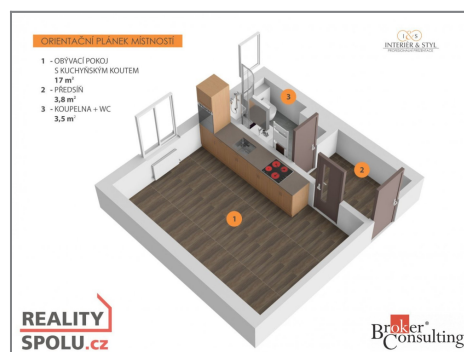 ORIENTAČNÍ PLÁNEK MÍSTNOSTÍ
1 - OBÝVACÍ POKOJ
S KUCHYŇSKÝM KOUTEM
17 m²
2 - PŘEDSÍŇ
3,8 m²
3 - KOUPELNA + WC
3,5 m²
I & S
INTERIÉR & STYL
3
2
1
REALITY
SPOLU.cz
Broker
Consulting